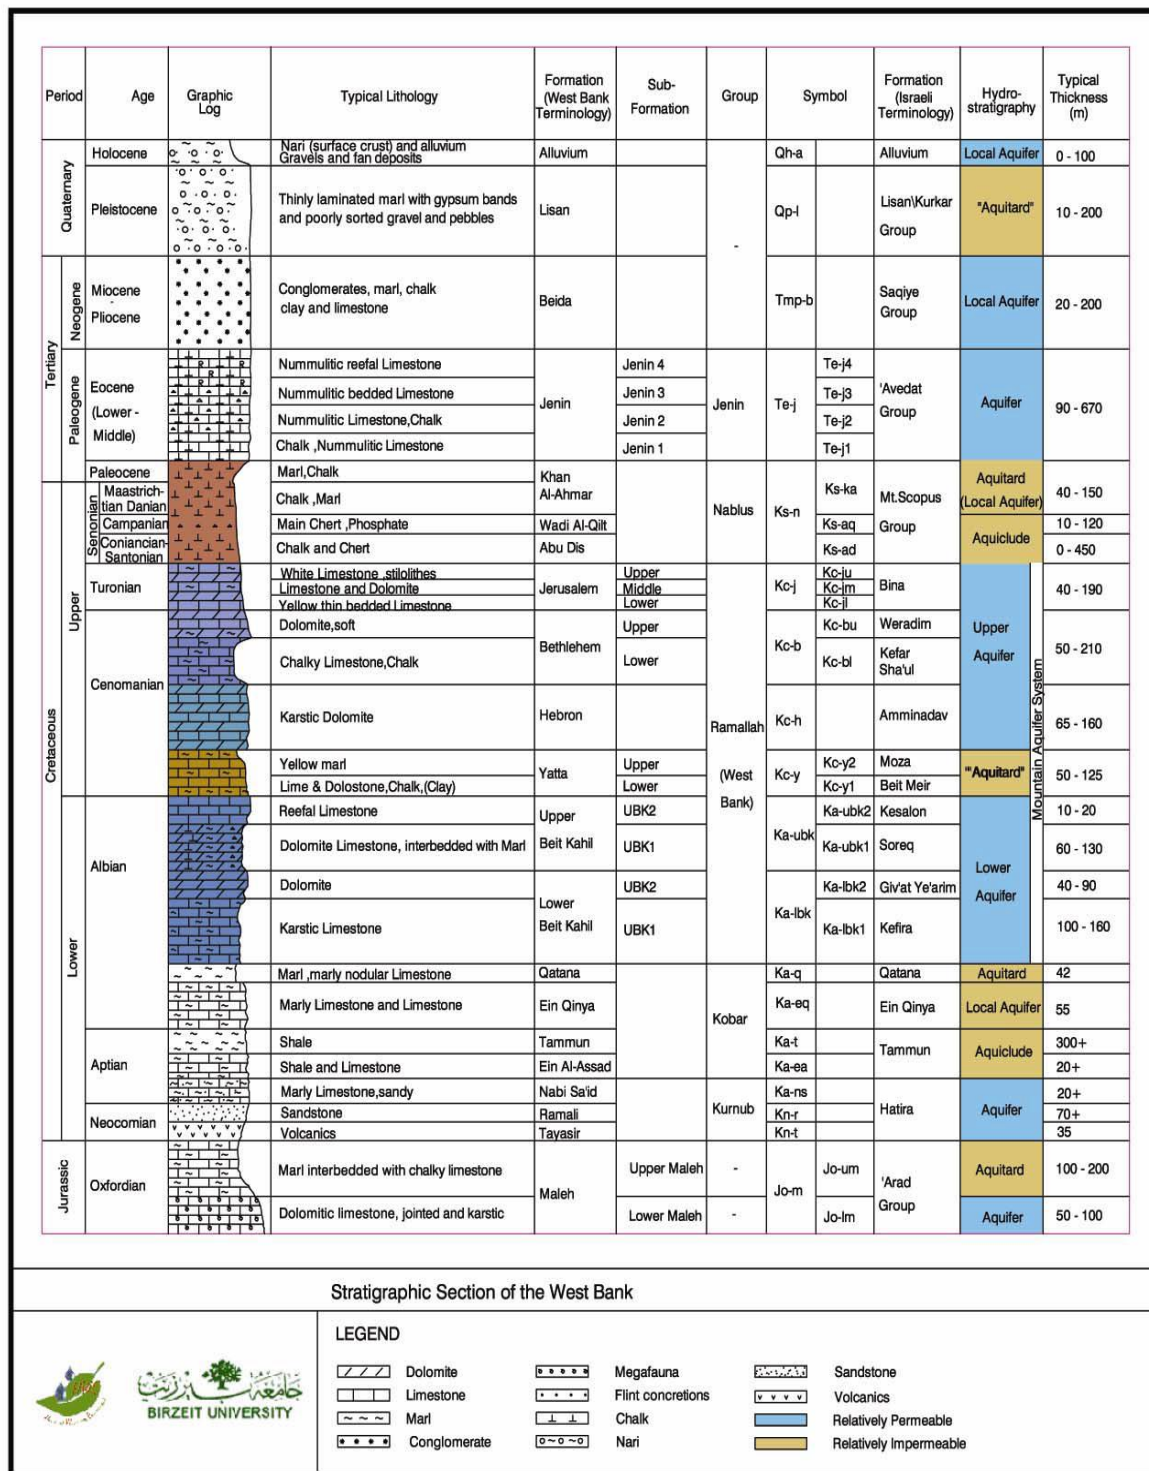 Period Age Graphic Log Typical Lithology Formation (West Bank Terminology) Sub-Formation Group Symbol Formation (Israeli Terminology) Hydro-stratigraphy Typical Thickness (m)
Quaternary
Holocene Nari (surface crust) and alluvium Gravels and fan deposits Alluvium Qh-a Alluvium Local Aquifer 0 - 100
Pleistocene Thinly laminated marl with gypsum bands and poorly sorted gravel and pebbles Lisan - Qp-l Lisan\Kurkar Group "Aquitard" 10 - 200
Tertiary
Neogene
Miocene - Pliocene Conglomerates, marl, chalk clay and limestone Beida Tmp-b Saqiye Group Local Aquifer 20 - 200
Paleogene
Eocene (Lower - Middle) Nummulitic reefal Limestone Jenin Jenin 4 Jenin Te-j Te-j4 'Avedat Group Aquifer 90 - 670
Nummulitic bedded Limestone Jenin 3 Te-j3
Nummulitic Limestone,Chalk Jenin 2 Te-j2
Chalk ,Nummulitic Limestone Jenin 1 Te-j1
Paleocene Marl,Chalk Khan Al-Ahmar Nablus Ks-n Ks-ka Mt.Scopus Group Aquitard (Local Aquifer) 40 - 150
Cretaceous
Upper
Senonian
Maastrich-tian Danian Chalk ,Marl
Campanian Main Chert ,Phosphate Wadi Al-Qilt Ks-aq Aquiclude 10 - 120
Coniancian-Santonian Chalk and Chert Abu Dis Ks-ad 0 - 450
Turonian White Limestone ,stilolithes Jerusalem Upper Ramallah (West Bank) Kc-j Kc-ju Bina Upper Aquifer Mountain Aquifer System 40 - 190
Limestone and Dolomite Middle Kc-jm
Yellow thin bedded Limestone Lower Kc-jl
Cenomanian Dolomite,soft Bethlehem Upper Kc-b Kc-bu Weradim 50 - 210
Chalky Limestone,Chalk Lower Kc-bl Kefar Sha'ul
Karstic Dolomite Hebron Kc-h Amminadav 65 - 160
Yellow marl Yatta Upper Kc-y Kc-y2 Moza ""Aquitard" 50 - 125
Lime & Dolostone,Chalk,(Clay) Lower Kc-y1 Beit Meir
Lower
Albian Reefal Limestone Upper Beit Kahil UBK2 Ka-ubk Ka-ubk2 Kesalon Lower Aquifer 10 - 20
Dolomite Limestone, interbedded with Marl UBK1 Ka-ubk1 Soreq 60 - 130
Dolomite Lower Beit Kahil UBK2 Ka-lbk Ka-lbk2 Giv'at Ye'arim 40 - 90
Karstic Limestone UBK1 Ka-lbk1 Kefira 100 - 160
Marl ,marly nodular Limestone Qatana Kobar Ka-q Qatana Aquitard 42
Marly Limestone and Limestone Ein Qinya Ka-eq Ein Qinya Local Aquifer 55
Aptian Shale Tammun Ka-t Tammun Aquiclude 300+
Shale and Limestone Ein Al-Assad Ka-ea 20+
Marly Limestone,sandy Nabi Sa'id Kurnub Ka-ns Hatira Aquifer 20+
Neocomian Sandstone Ramali Kn-r 70+
Volcanics Tayasir Kn-t 35
Jurassic
Oxfordian Marl interbedded with chalky limestone Maleh Upper Maleh - Jo-m Jo-um 'Arad Group Aquitard 100 - 200
Dolomitic limestone, jointed and karstic Lower Maleh - Jo-lm Aquifer 50 - 100
Stratigraphic Section of the West Bank
جامعة بيرزيت
BIRZEIT UNIVERSITY
LEGEND
Dolomite Megafauna Sandstone
Limestone Flint concretions Volcanics
Marl Chalk Relatively Permeable
Conglomerate Nari Relatively Impermeable